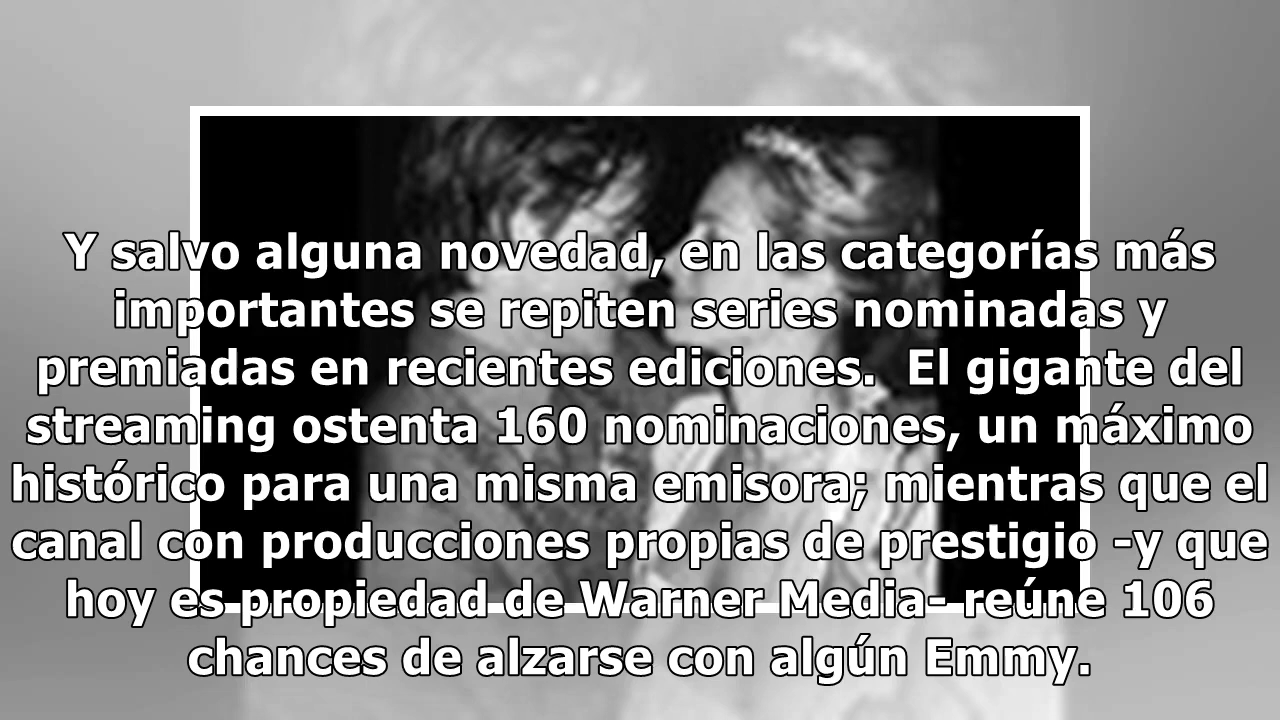 Y salvo alguna novedad, en las categorías más
importantes se repiten series nominadas y
premiadas en recientes ediciones.  El gigante del
streaming ostenta 160 nominaciones, un máximo
histórico para una misma emisora; mientras que el
canal con producciones propias de prestigio -y que
hoy es propiedad de Warner Media- reúne 106
chances de alzarse con algún Emmy.